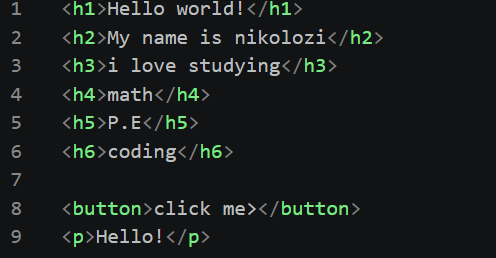 1 <h1>Hello world!</h1>
2 <h2>My name is nikolozi</h2>
3 <h3>i love studying</h3>
4 <h4>math</h4>
5 <h5>P.E</h5>
6 <h6>coding</h6>
7
8 <button>click me></button>
9 <p>Hello!</p>